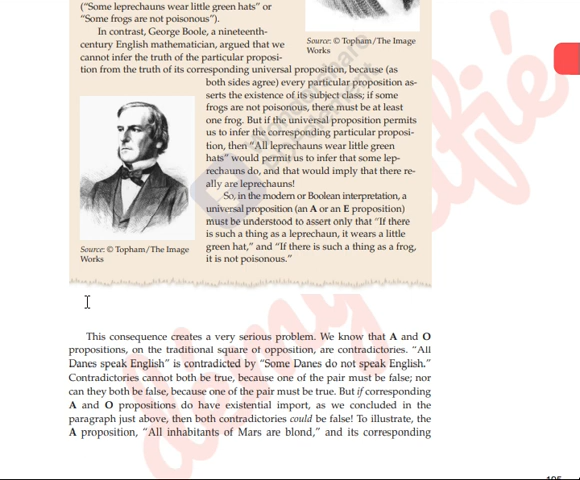 ("Some leprechauns wear little green hats" or
"Some frogs are not poisonous").
In contrast, George Boole, a nineteenth-
century English mathematician, argued that we
cannot infer the truth of the particular proposi-
tion from the truth of its corresponding universal proposition, because (as
both sides agree) every particular proposition as-
serts the existence of its subject class; if some
frogs are not poisonous, there must be at least
one frog. But if the universal proposition permits
us to infer the corresponding particular proposi-
tion, then "All leprechauns wear little green
hats" would permit us to infer that some lep-
rechauns do, and that would imply that there re-
ally are leprechauns!
So, in the modern or Boolean interpretation, a
universal proposition (an A or an E proposition)
must be understood to assert only that "If there
is such a thing as a leprechaun, it wears a little
green hat," and "If there is such a thing as a frog,
it is not poisonous."
Source: © Topham/The Image
Works
Source: © Topham/The Image
Works
This consequence creates a very serious problem. We know that A and O
propositions, on the traditional square of opposition, are contradictories. "All
Danes speak English" is contradicted by "Some Danes do not speak English."
Contradictories cannot both be true, because one of the pair must be false; nor
can they both be false, because one of the pair must be true. But if corresponding
A and O propositions do have existential import, as we concluded in the
paragraph just above, then both contradictories could be false! To illustrate, the
A proposition, "All inhabitants of Mars are blond," and its corresponding